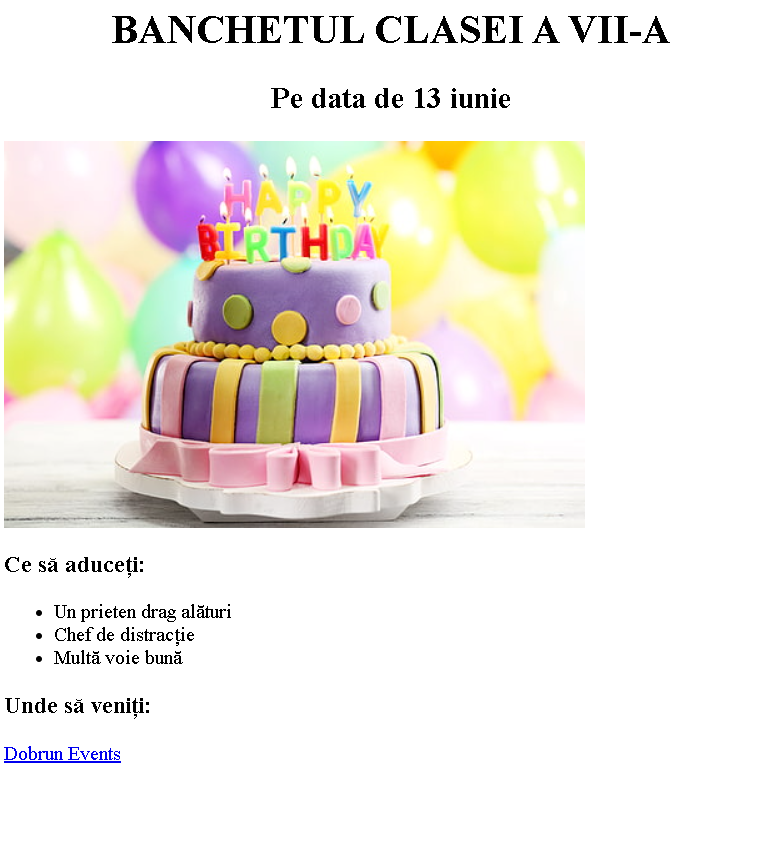 BANCHETUL CLASEI A VII-A
Pe data de 13 iunie
HAPPY
BIRTHDAY
Ce să aduceți:
Un prieten drag alături
Chef de distracție
Multă voie bună
Unde să veniți:
Dobrun Events